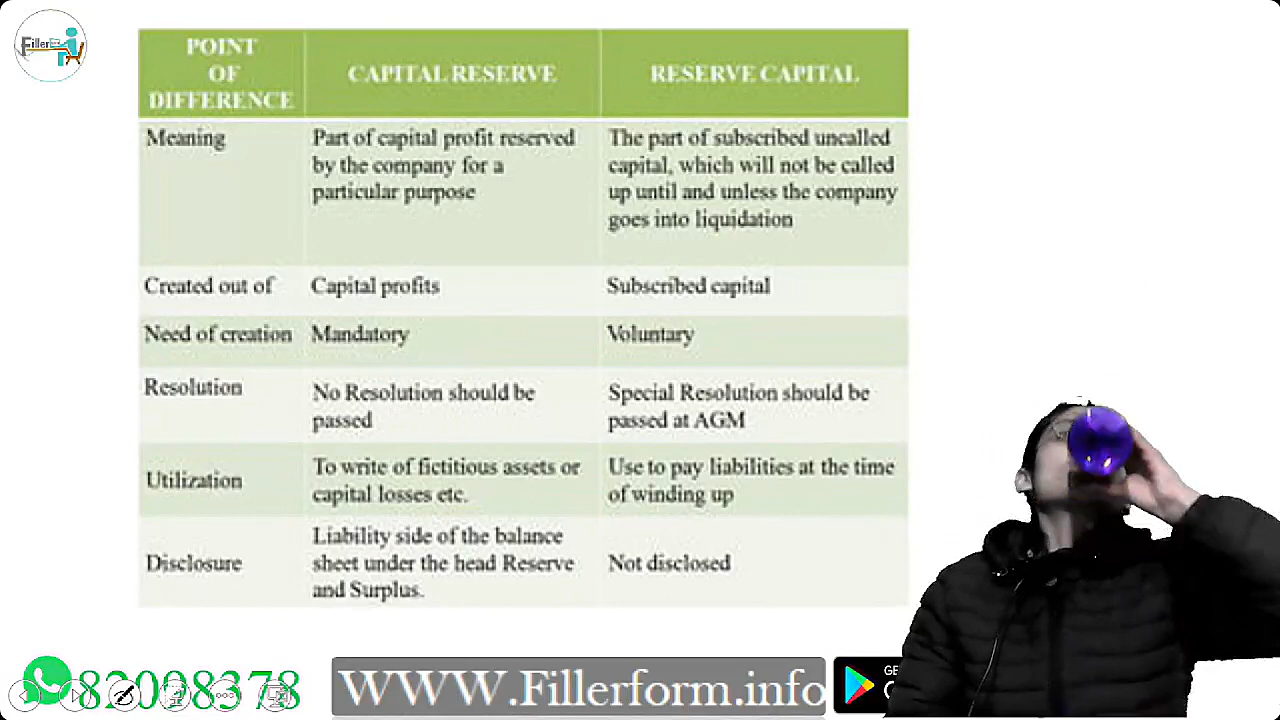 Filler
POINT
OF
DIFFERENCE
CAPITAL RESERVE
RESERVE CAPITAL
Meaning
Part of capital profit reserved
by the company for a
particular purpose
The part of subscribed uncalled
capital, which will not be called
up until and unless the company
goes into liquidation
Created out of
Capital profits
Subscribed capital
Need of creation
Mandatory
Voluntary
Resolution
No Resolution should be
passed
Special Resolution should be
passed at AGM
Utilization
To write of fictitious assets or
capital losses etc.
Use to pay liabilities at the time
of winding up
Disclosure
Liability side of the balance
sheet under the head Reserve
and Surplus.
Not disclosed
82098378
WWW.Fillerform.info
GE